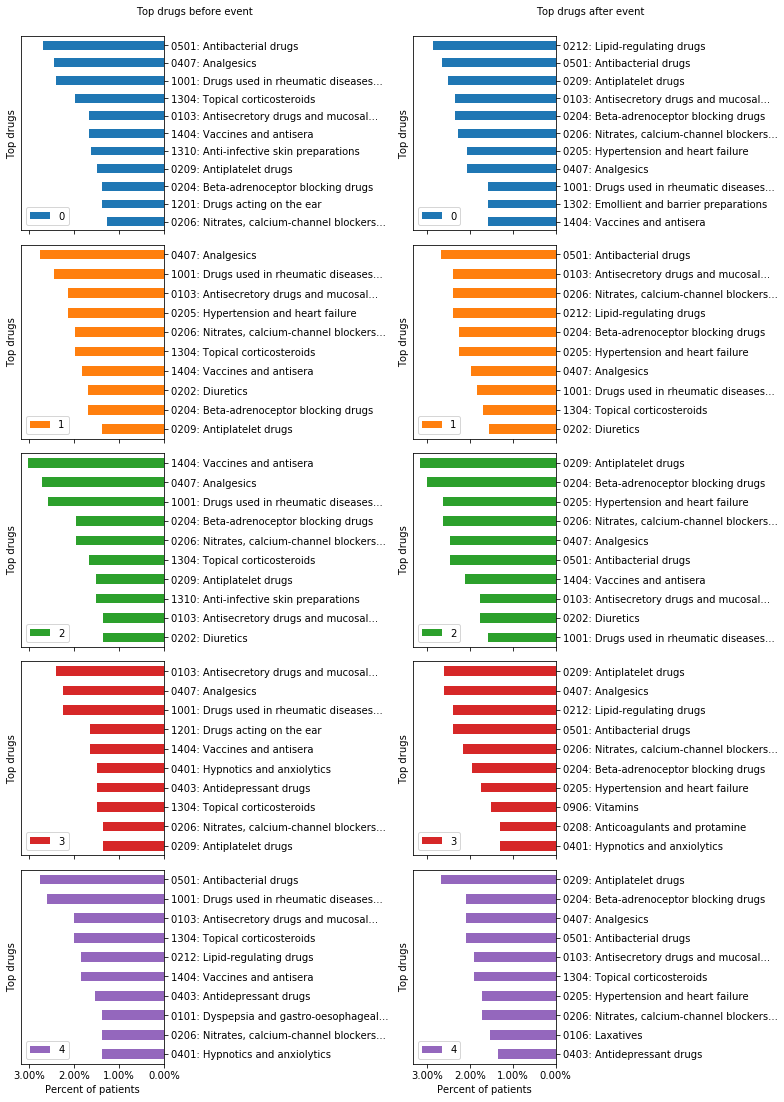 Top drugs before event
Top drugs
0501: Antibacterial drugs
0407: Analgesics
1001: Drugs used in rheumatic diseases...
1304: Topical corticosteroids
0103: Antisecretory drugs and mucosal...
1404: Vaccines and antisera
1310: Anti-infective skin preparations
0209: Antiplatelet drugs
0204: Beta-adrenoceptor blocking drugs
1201: Drugs acting on the ear
0206: Nitrates, calcium-channel blockers...
0
Top drugs
0407: Analgesics
1001: Drugs used in rheumatic diseases...
0103: Antisecretory drugs and mucosal...
0205: Hypertension and heart failure
0206: Nitrates, calcium-channel blockers...
1304: Topical corticosteroids
1404: Vaccines and antisera
0202: Diuretics
0204: Beta-adrenoceptor blocking drugs
0209: Antiplatelet drugs
1
Top drugs
1404: Vaccines and antisera
0407: Analgesics
1001: Drugs used in rheumatic diseases...
0204: Beta-adrenoceptor blocking drugs
0206: Nitrates, calcium-channel blockers...
1304: Topical corticosteroids
0209: Antiplatelet drugs
1310: Anti-infective skin preparations
0103: Antisecretory drugs and mucosal...
0202: Diuretics
2
Top drugs
0103: Antisecretory drugs and mucosal...
0407: Analgesics
1001: Drugs used in rheumatic diseases...
1201: Drugs acting on the ear
1404: Vaccines and antisera
0401: Hypnotics and anxiolytics
0403: Antidepressant drugs
1304: Topical corticosteroids
0206: Nitrates, calcium-channel blockers...
0209: Antiplatelet drugs
3
Top drugs
0501: Antibacterial drugs
1001: Drugs used in rheumatic diseases...
0103: Antisecretory drugs and mucosal...
1304: Topical corticosteroids
0212: Lipid-regulating drugs
1404: Vaccines and antisera
0403: Antidepressant drugs
0101: Dyspepsia and gastro-oesophageal...
0206: Nitrates, calcium-channel blockers...
0401: Hypnotics and anxiolytics
4
3.00% 2.00% 1.00% 0.00%
Percent of patients
Top drugs after event
Top drugs
0212: Lipid-regulating drugs
0501: Antibacterial drugs
0209: Antiplatelet drugs
0103: Antisecretory drugs and mucosal...
0204: Beta-adrenoceptor blocking drugs
0206: Nitrates, calcium-channel blockers...
0205: Hypertension and heart failure
0407: Analgesics
1001: Drugs used in rheumatic diseases...
1302: Emollient and barrier preparations
1404: Vaccines and antisera
0
Top drugs
0501: Antibacterial drugs
0103: Antisecretory drugs and mucosal...
0206: Nitrates, calcium-channel blockers...
0212: Lipid-regulating drugs
0204: Beta-adrenoceptor blocking drugs
0205: Hypertension and heart failure
0407: Analgesics
1001: Drugs used in rheumatic diseases...
1304: Topical corticosteroids
0202: Diuretics
1
Top drugs
0209: Antiplatelet drugs
0204: Beta-adrenoceptor blocking drugs
0205: Hypertension and heart failure
0206: Nitrates, calcium-channel blockers...
0407: Analgesics
0501: Antibacterial drugs
1404: Vaccines and antisera
0103: Antisecretory drugs and mucosal...
0202: Diuretics
1001: Drugs used in rheumatic diseases...
2
Top drugs
0209: Antiplatelet drugs
0407: Analgesics
0212: Lipid-regulating drugs
0501: Antibacterial drugs
0206: Nitrates, calcium-channel blockers...
0204: Beta-adrenoceptor blocking drugs
0205: Hypertension and heart failure
0906: Vitamins
0208: Anticoagulants and protamine
0401: Hypnotics and anxiolytics
3
Top drugs
0209: Antiplatelet drugs
0204: Beta-adrenoceptor blocking drugs
0407: Analgesics
0501: Antibacterial drugs
0103: Antisecretory drugs and mucosal...
1304: Topical corticosteroids
0205: Hypertension and heart failure
0206: Nitrates, calcium-channel blockers...
0106: Laxatives
0403: Antidepressant drugs
4
3.00% 2.00% 1.00% 0.00%
Percent of patients